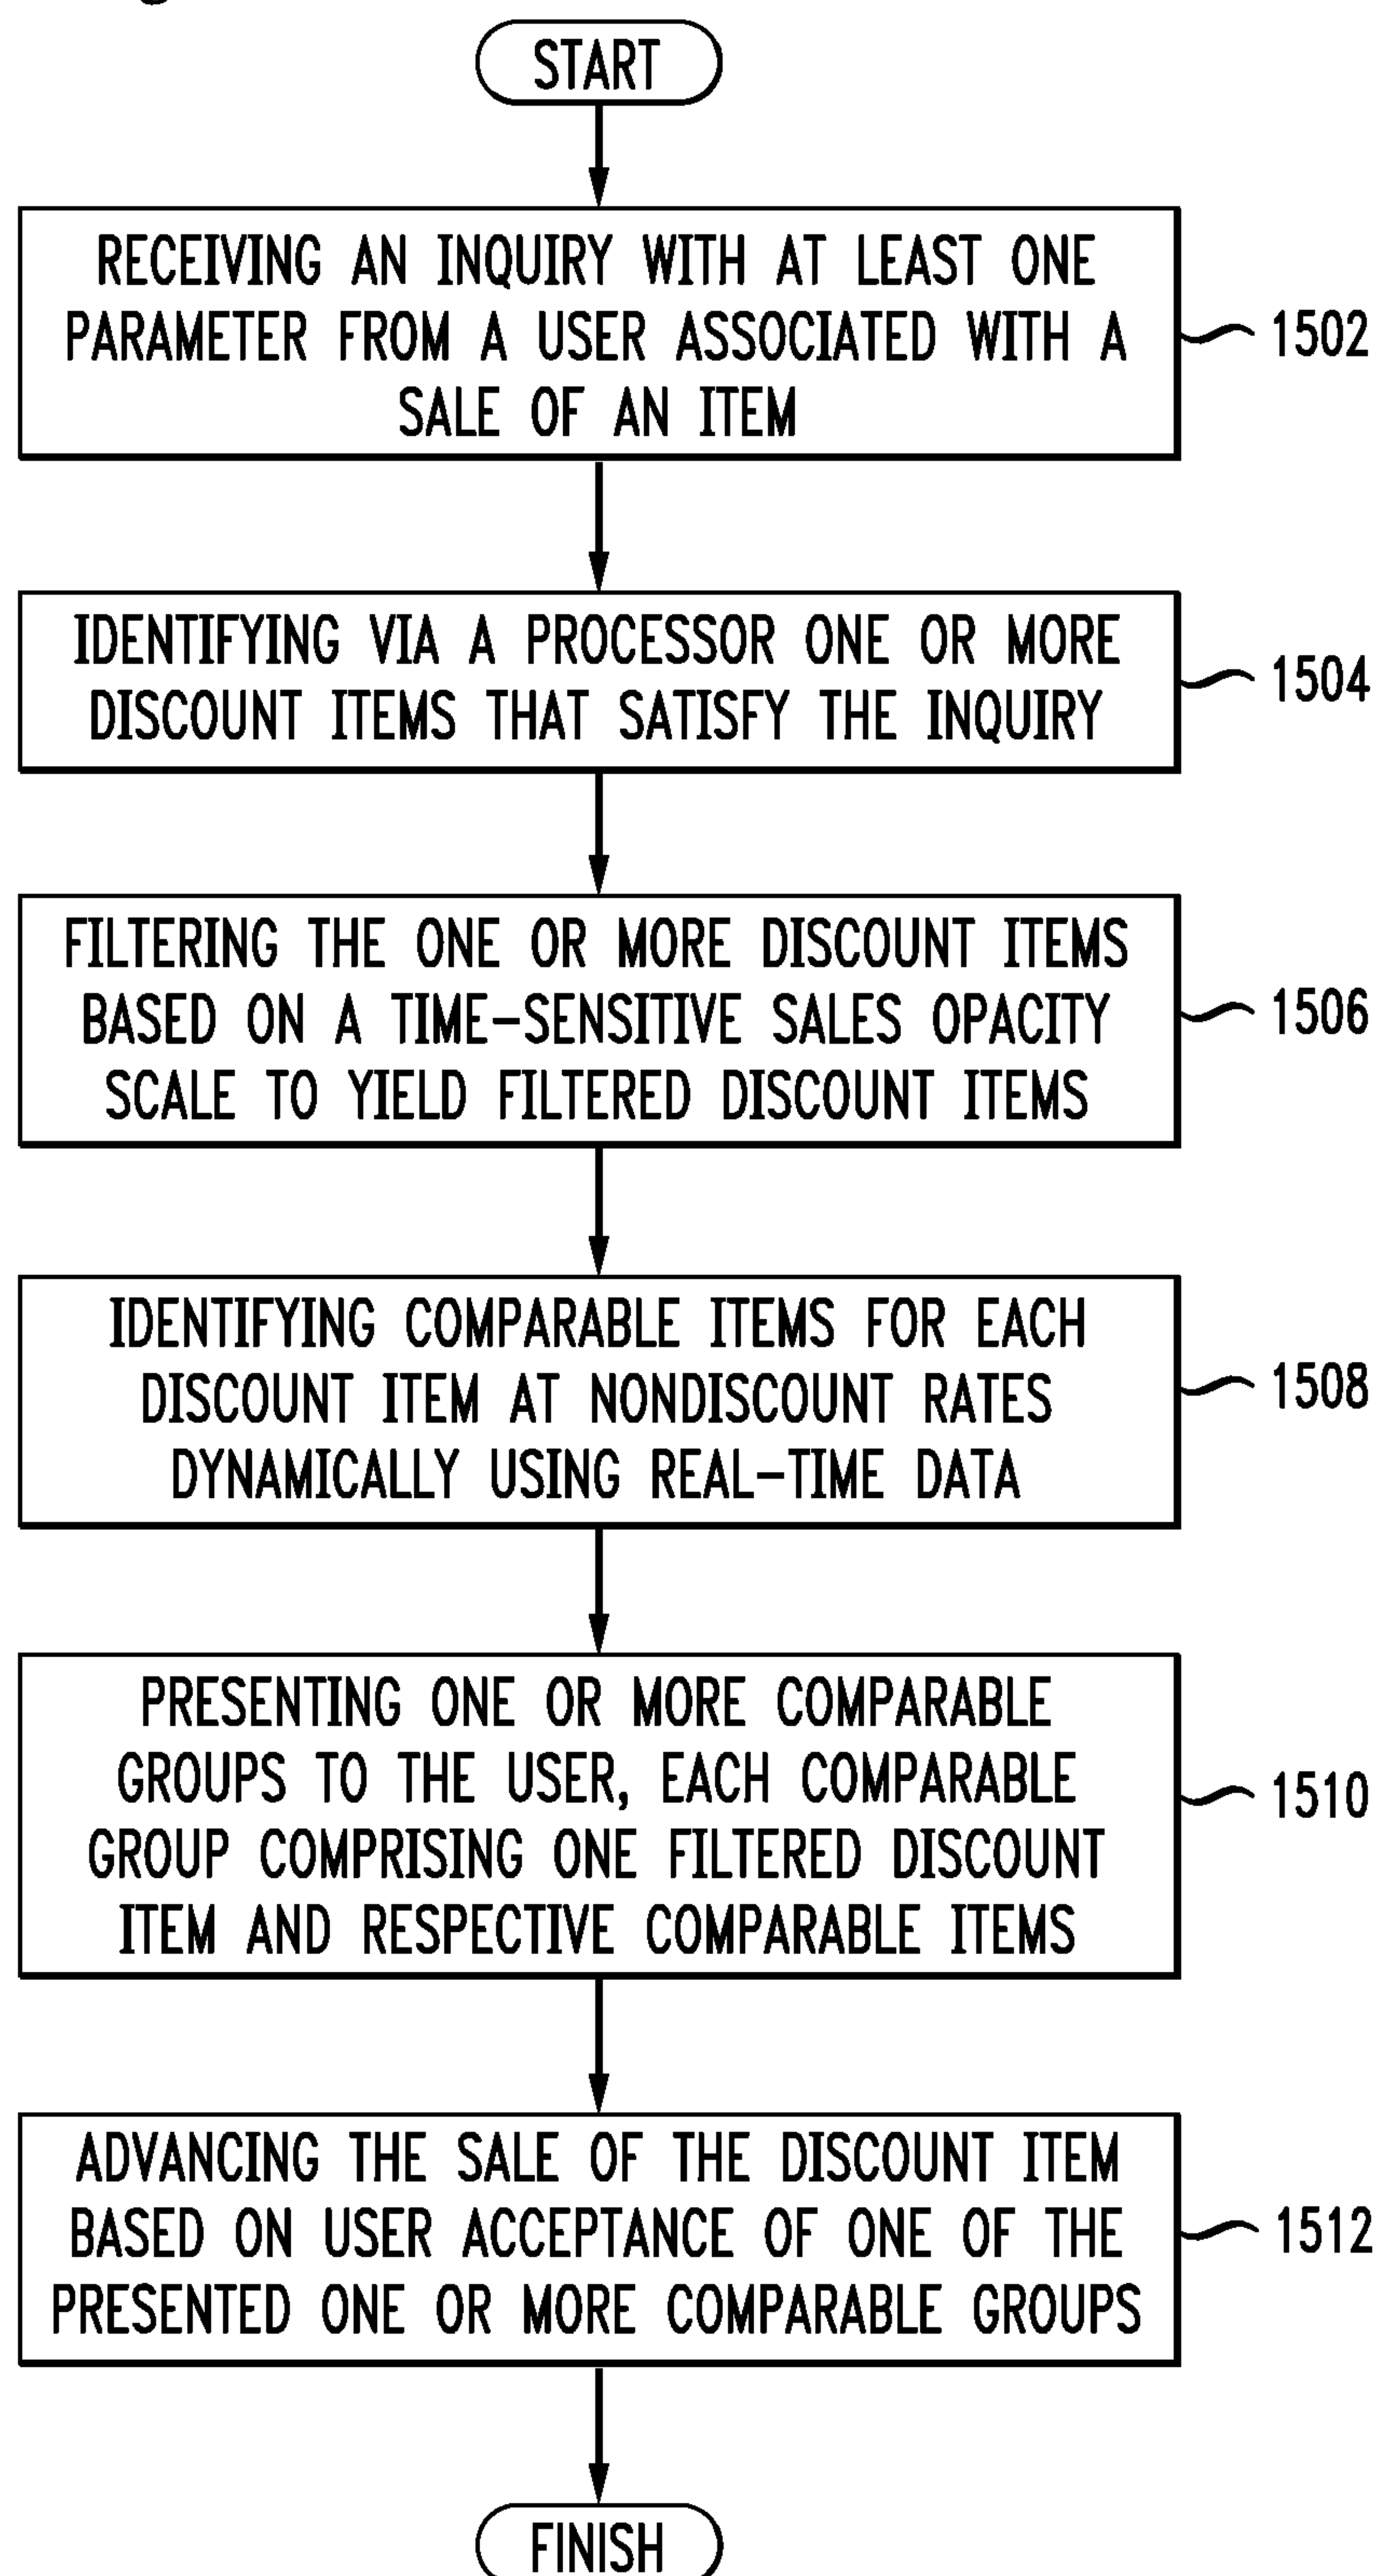 START
RECEIVING AN INQUIRY WITH AT LEAST ONE
PARAMETER FROM A USER ASSOCIATED WITH A
SALE OF AN ITEM
1502
IDENTIFYING VIA A PROCESSOR ONE OR MORE
DISCOUNT ITEMS THAT SATISFY THE INQUIRY
1504
FILTERING THE ONE OR MORE DISCOUNT ITEMS
BASED ON A TIME-SENSITIVE SALES OPACITY
SCALE TO YIELD FILTERED DISCOUNT ITEMS
1506
IDENTIFYING COMPARABLE ITEMS FOR EACH
DISCOUNT ITEM AT NONDISCOUNT RATES
DYNAMICALLY USING REAL-TIME DATA
1508
PRESENTING ONE OR MORE COMPARABLE
GROUPS TO THE USER, EACH COMPARABLE
GROUP COMPRISING ONE FILTERED DISCOUNT
ITEM AND RESPECTIVE COMPARABLE ITEMS
1510
ADVANCING THE SALE OF THE DISCOUNT ITEM
BASED ON USER ACCEPTANCE OF ONE OF THE
PRESENTED ONE OR MORE COMPARABLE GROUPS
1512
FINISH